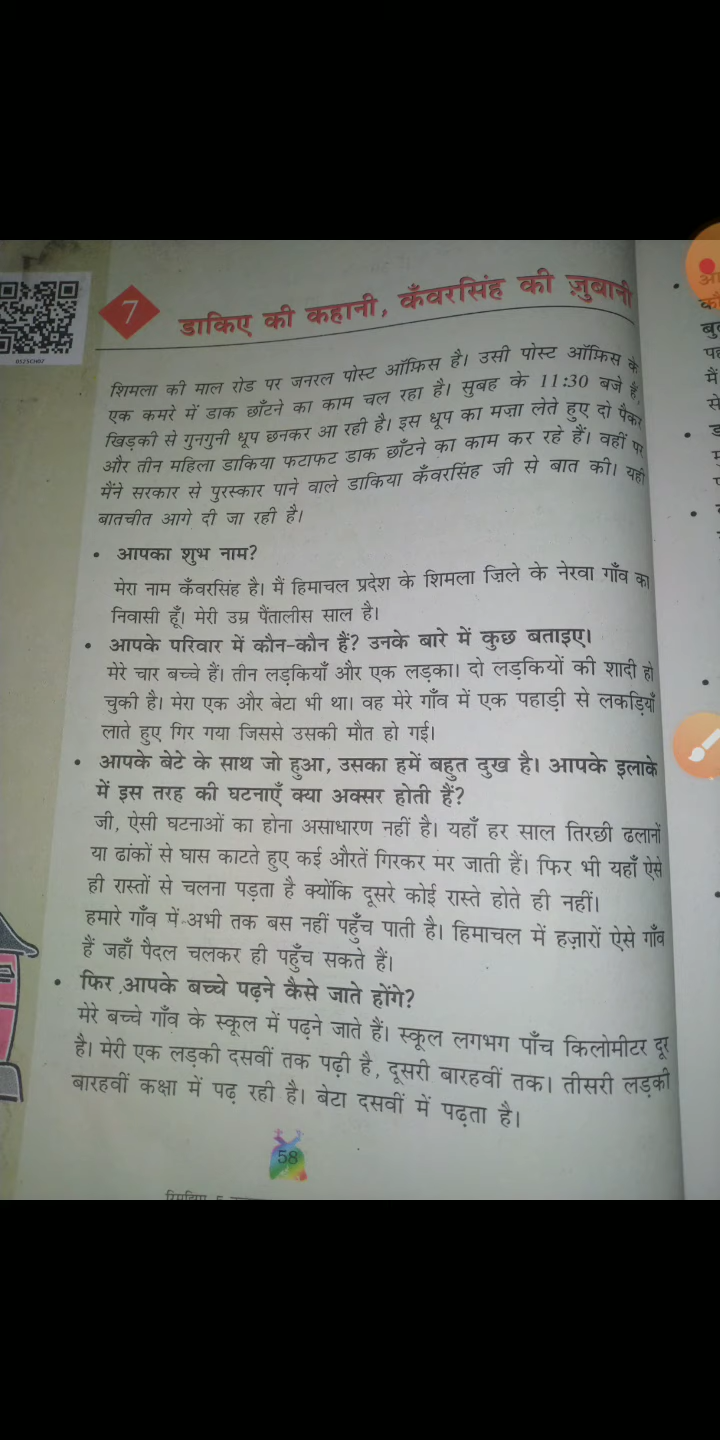 7
डाकिए की कहानी, कँवरसिंह की ज़ुबानी
0525CH07
शिमला की माल रोड पर जनरल पोस्ट ऑफ़िस है। उसी पोस्ट ऑफ़िस के
एक कमरे में डाक छाँटने का काम चल रहा है। सुबह के 11:30 बजे हैं,
खिड़की से गुनगुनी धूप छनकर आ रही है। इस धूप का मज़ा लेते हुए दो पैकर
और तीन महिला डाकिया फटाफट डाक छाँटने का काम कर रहे हैं। वहीं पर
मैंने सरकार से पुरस्कार पाने वाले डाकिया कँवरसिंह जी से बात की। यही
बातचीत आगे दी जा रही है।
• आपका शुभ नाम?
मेरा नाम कँवरसिंह है। मैं हिमाचल प्रदेश के शिमला ज़िले के नेरवा गाँव का
निवासी हूँ। मेरी उम्र पैंतालीस साल है।
• आपके परिवार में कौन-कौन हैं? उनके बारे में कुछ बताइए।
मेरे चार बच्चे हैं। तीन लड़कियाँ और एक लड़का। दो लड़कियों की शादी हो
चुकी है। मेरा एक और बेटा भी था। वह मेरे गाँव में एक पहाड़ी से लकड़ियाँ
लाते हुए गिर गया जिससे उसकी मौत हो गई।
• आपके बेटे के साथ जो हुआ, उसका हमें बहुत दुख है। आपके इलाके
में इस तरह की घटनाएँ क्या अक्सर होती हैं?
जी, ऐसी घटनाओं का होना असाधारण नहीं है। यहाँ हर साल तिरछी ढलानों
या ढांकों से घास काटते हुए कई औरतें गिरकर मर जाती हैं। फिर भी यहाँ ऐसे
ही रास्तों से चलना पड़ता है क्योंकि दूसरे कोई रास्ते होते ही नहीं।
हमारे गाँव में अभी तक बस नहीं पहुँच पाती है। हिमाचल में हज़ारों ऐसे गाँव
हैं जहाँ पैदल चलकर ही पहुँच सकते हैं।
• फिर आपके बच्चे पढ़ने कैसे जाते होंगे?
मेरे बच्चे गाँव के स्कूल में पढ़ने जाते हैं। स्कूल लगभग पाँच किलोमीटर दूर
है। मेरी एक लड़की दसवीं तक पढ़ी है, दूसरी बारहवीं तक। तीसरी लड़की
बारहवीं कक्षा में पढ़ रही है। बेटा दसवीं में पढ़ता है।
58